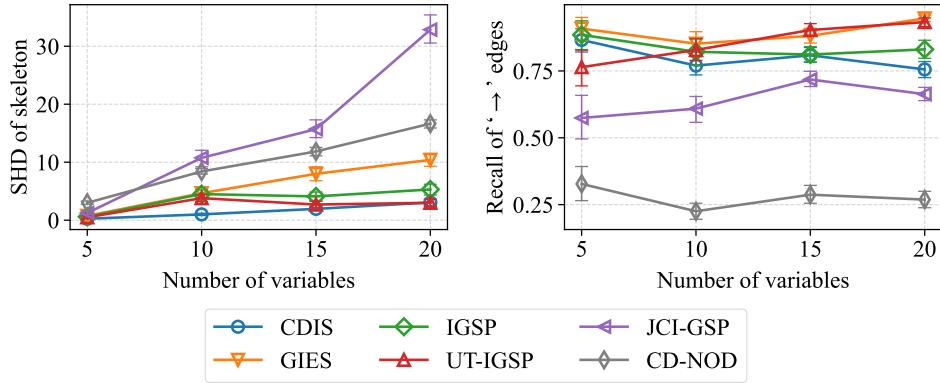 SHD of skeleton
30
20
10
0
5
10
15
20
Number of variables
Recall of ‘ → ’ edges
0.75
0.50
0.25
5
10
15
20
Number of variables
CDIS
IGSP
JCI-GSP
GIES
UT-IGSP
CD-NOD